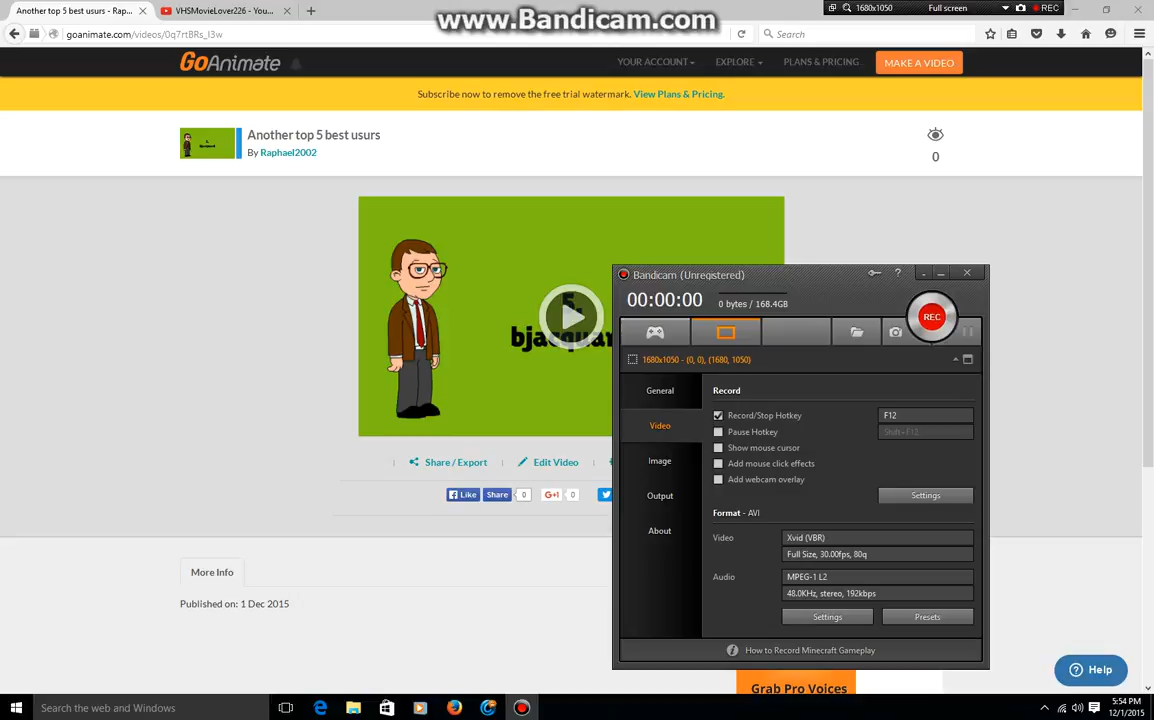 www.Bandicam.com
1680x1050 Full screen REC
Another top 5 best usurs - Rap...
VHSMovieLover226 - You...
goanimate.com/videos/0q7rtBRs_I3w
Search
GoAnimate
YOUR ACCOUNT EXPLORE PLANS & PRICING MAKE A VIDEO
Subscribe now to remove the free trial watermark. View Plans & Pricing.
Another top 5 best usurs
By Raphael2002
0
5.
bjacquar
Share / Export Edit Video
Like Share 0 G+1 0
More Info
Published on: 1 Dec 2015
Bandicam (Unregistered)
00:00:00 0 bytes / 168.4GB
REC
1680x1050 - (0, 0), (1680, 1050)
General
Video
Image
Output
About
Record
Record/Stop Hotkey F12
Pause Hotkey Shift+F12
Show mouse cursor
Add mouse click effects
Add webcam overlay
Settings
Format - AVI
Video Xvid (VBR)
Full Size, 30.00fps, 80q
Audio MPEG-1 L2
48.0KHz, stereo, 192kbps
Settings Presets
How to Record Minecraft Gameplay
Grab Pro Voices
Help
Search the web and Windows
5:54 PM
12/1/2015